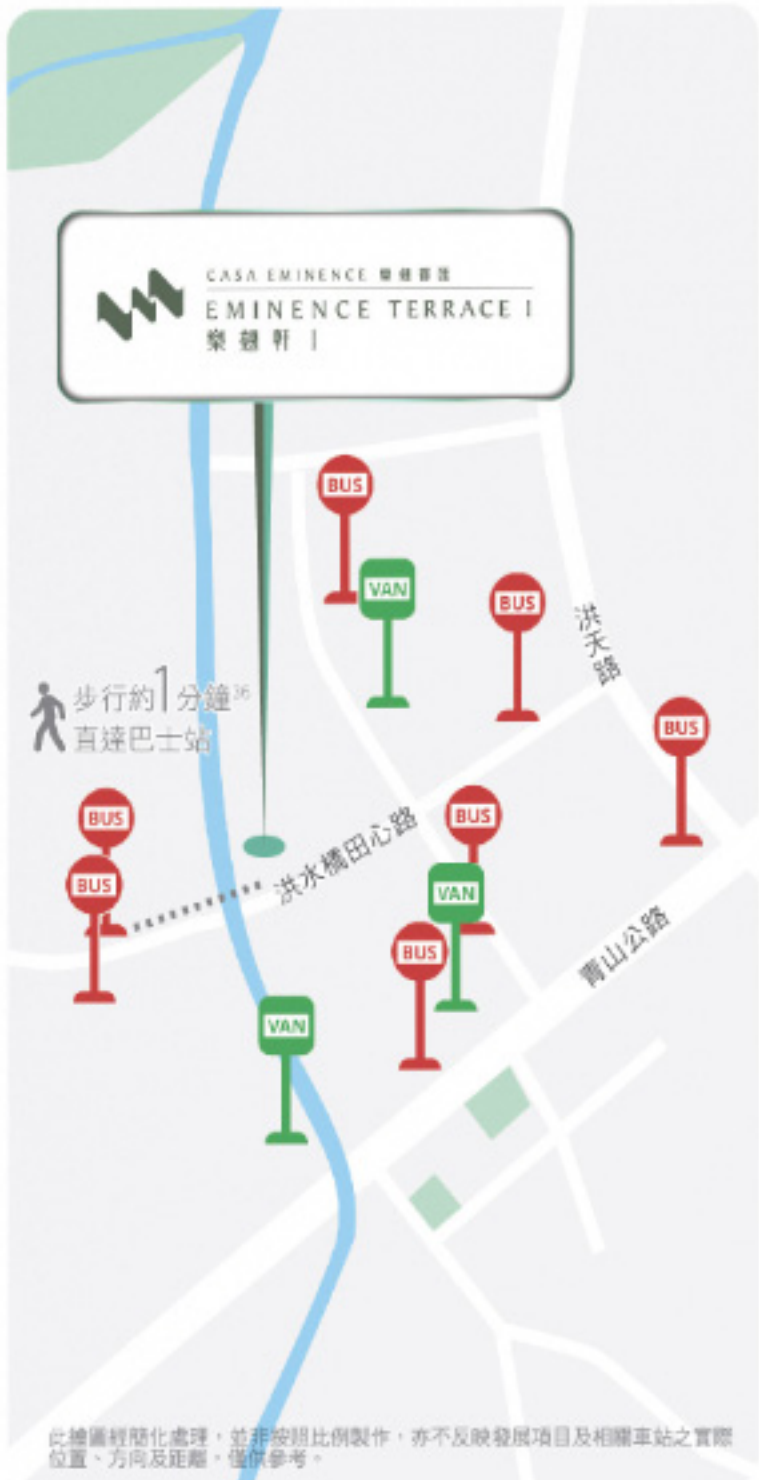 CASA EMINENCE 樂翹都匯
EMINENCE TERRACE I
樂翹軒 I
BUS
VAN
BUS
洪天路
步行約1分鐘36
直達巴士站
BUS
BUS
BUS
BUS
洪水橋田心路
VAN
BUS
青山公路
VAN
此繪圖經簡化處理，並非按照比例製作，亦不反映發展項目及相關車站之實際
位置、方向及距離，僅供參考。